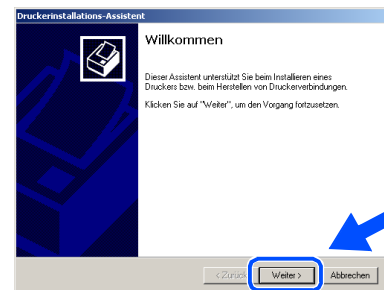 Druckerinstallations-Assistent
Willkommen
Dieser Assistent unterstützt Sie beim Installieren eines
Druckers bzw. beim Herstellen von Druckerverbindungen.
Klicken Sie auf "Weiter", um den Vorgang fortzusetzen.
< Zurück Weiter > Abbrechen